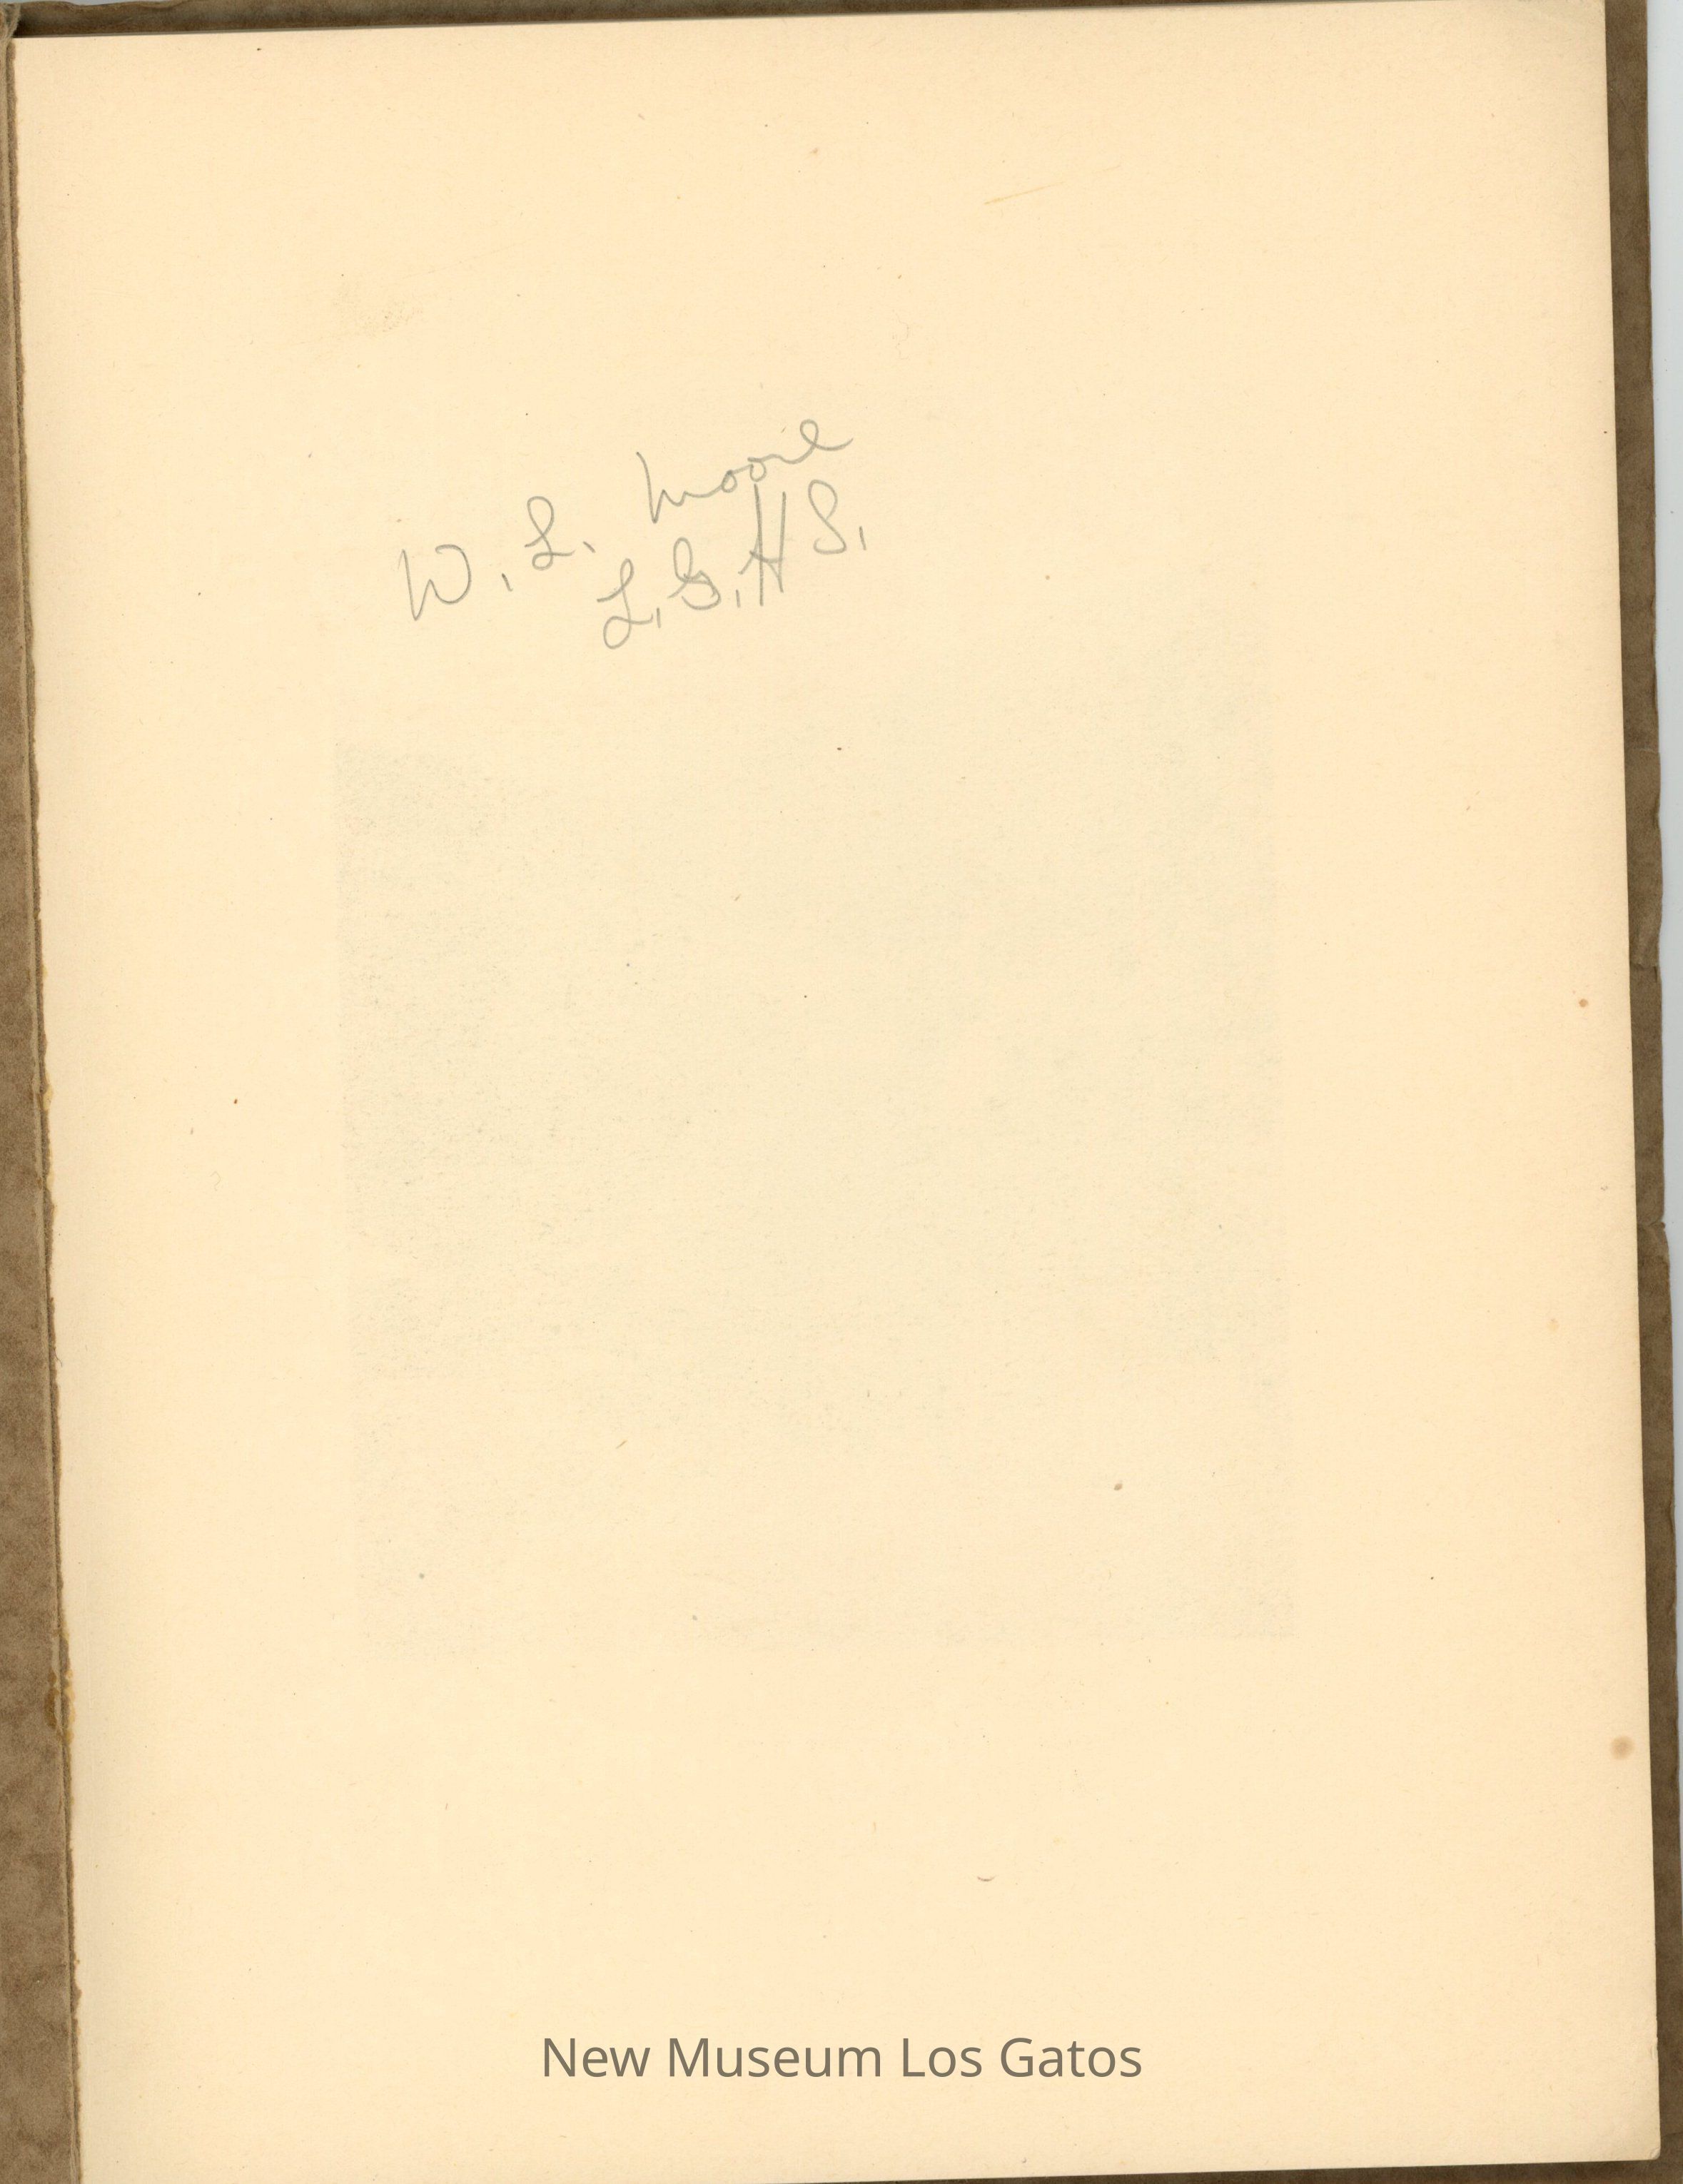 W. L. Moore
L.G.H S.
New Museum Los Gatos